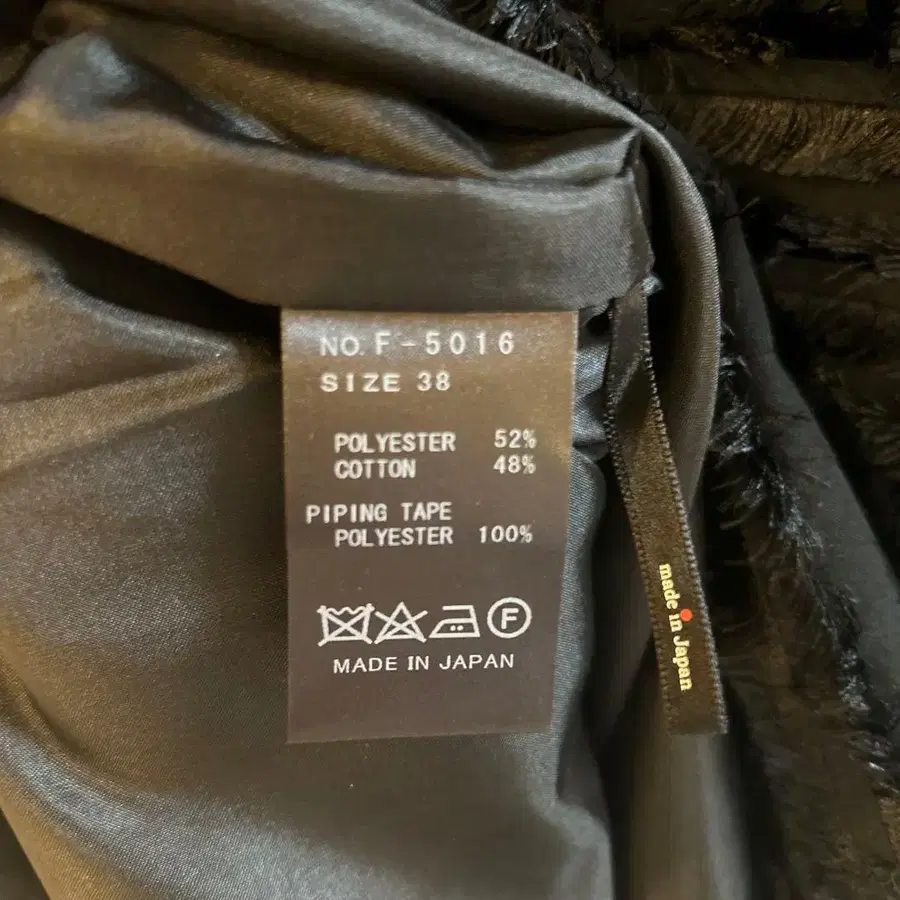 NO. F-5016
SIZE 38
POLYESTER 52%
COTTON 48%
PIPING TAPE
POLYESTER 100%
F
MADE IN JAPAN
made in Japan